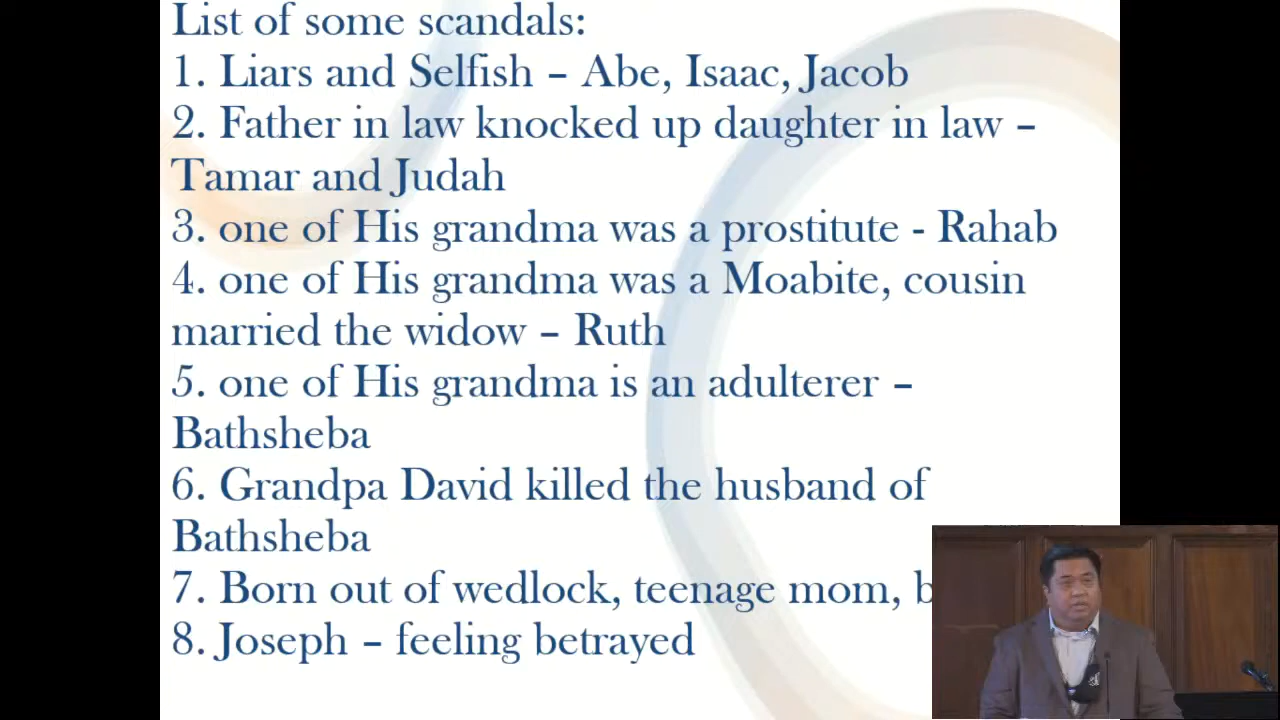 List of some scandals:
1. Liars and Selfish – Abe, Isaac, Jacob
2. Father in law knocked up daughter in law –
Tamar and Judah
3. one of His grandma was a prostitute - Rahab
4. one of His grandma was a Moabite, cousin
married the widow – Ruth
5. one of His grandma is an adulterer –
Bathsheba
6. Grandpa David killed the husband of
Bathsheba
7. Born out of wedlock, teenage mom,
8. Joseph – feeling betrayed